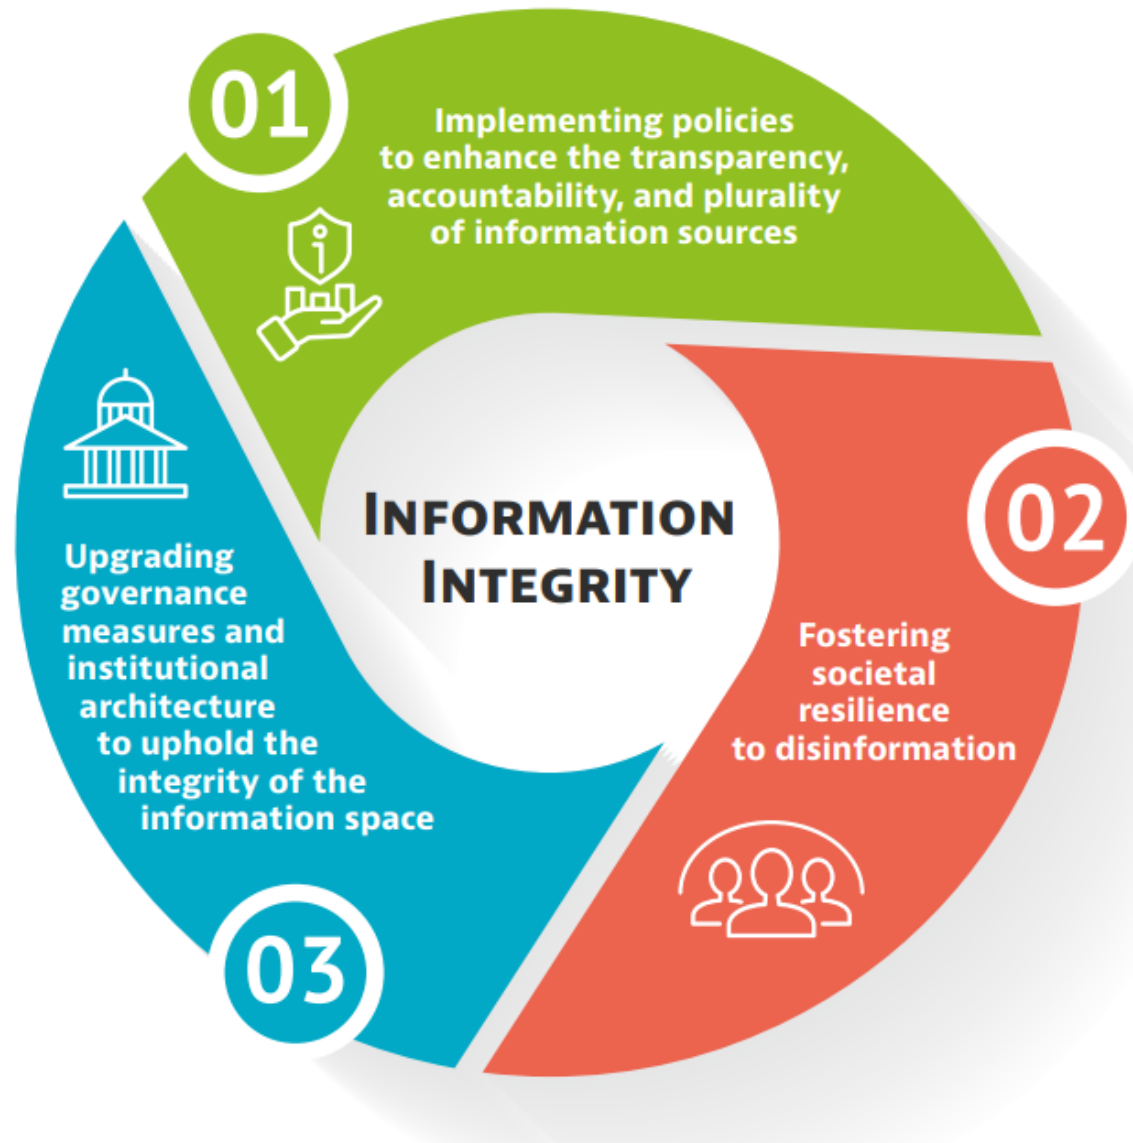 01
Implementing policies
to enhance the transparency,
accountability, and plurality
of information sources
INFORMATION
INTEGRITY
02
Fostering
societal
resilience
to disinformation
Upgrading
governance
measures and
institutional
architecture
to uphold the
integrity of the
information space
03